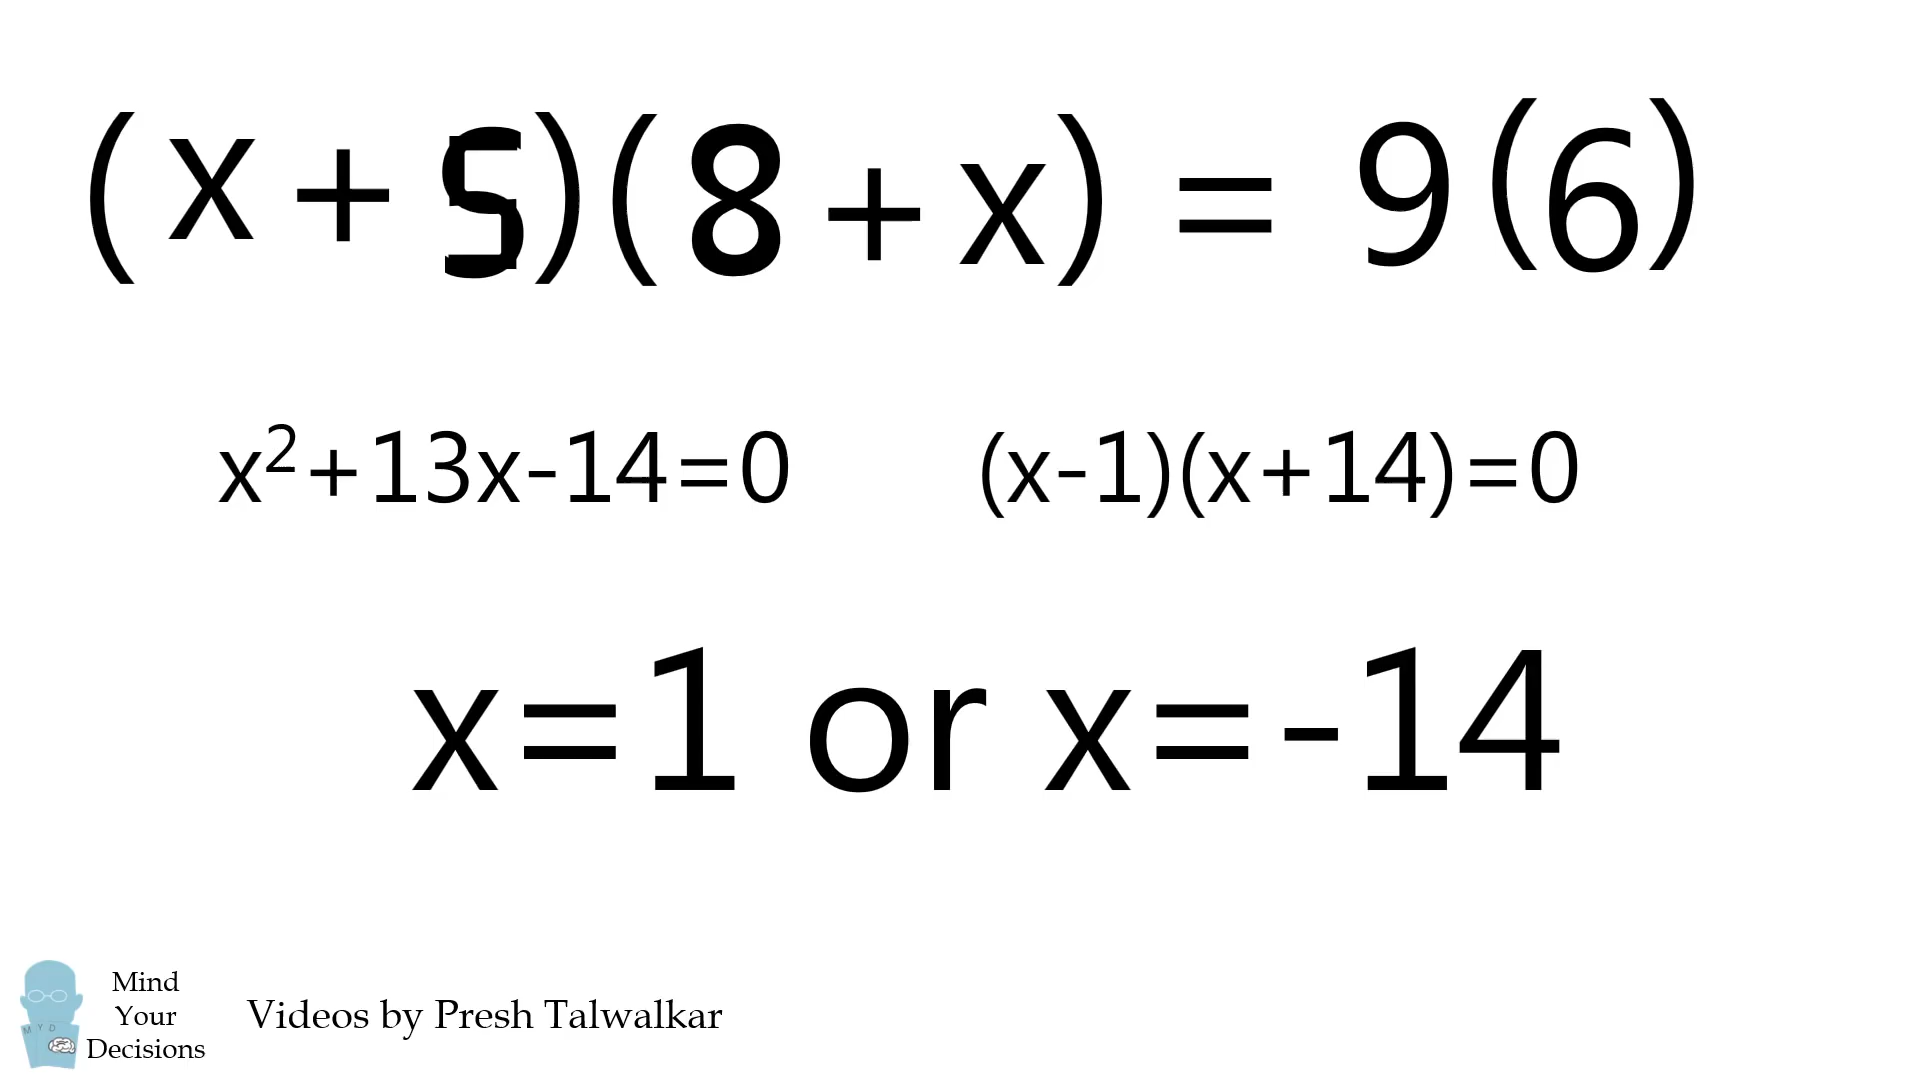 (x+5)(8+x) = 9(6)
x²+13x-14=0 (x-1)(x+14)=0
x=1 or x=-14
M Y D
Mind
Your
Decisions
Videos by Presh Talwalkar